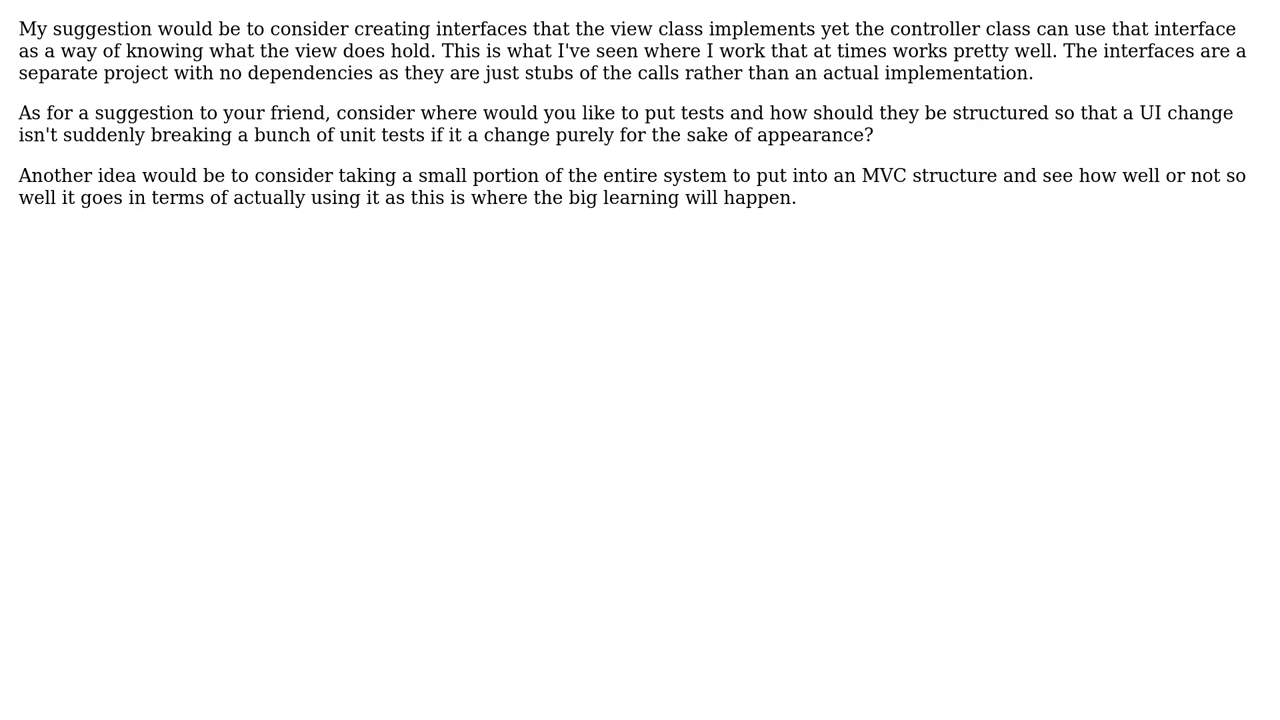 My suggestion would be to consider creating interfaces that the view class implements yet the controller class can use that interface
as a way of knowing what the view does hold. This is what I've seen where I work that at times works pretty well. The interfaces are a
separate project with no dependencies as they are just stubs of the calls rather than an actual implementation.
As for a suggestion to your friend, consider where would you like to put tests and how should they be structured so that a UI change
isn't suddenly breaking a bunch of unit tests if it a change purely for the sake of appearance?
Another idea would be to consider taking a small portion of the entire system to put into an MVC structure and see how well or not so
well it goes in terms of actually using it as this is where the big learning will happen.